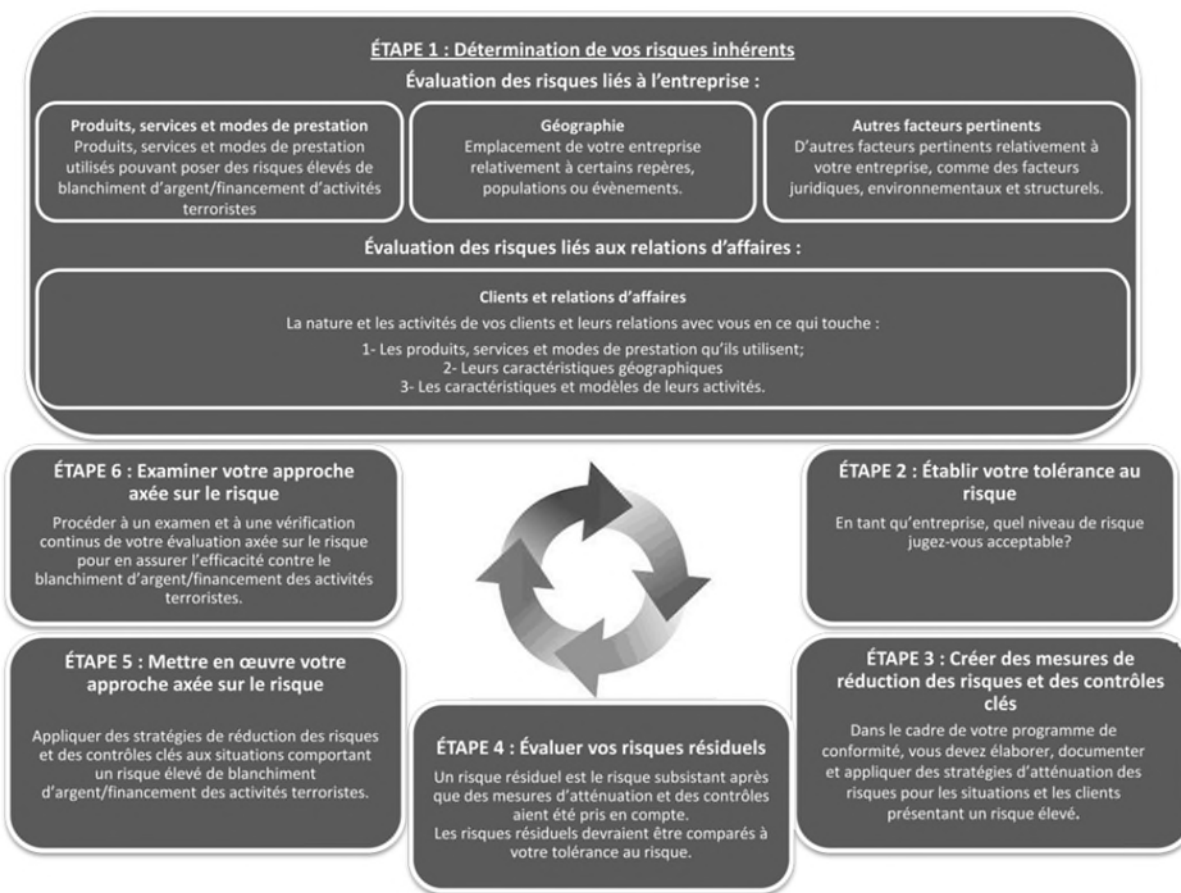 ÉTAPE 1 : Détermination de vos risques inhérents
Évaluation des risques liés à l’entreprise :
Produits, services et modes de prestation
Produits, services et modes de prestation
utilisés pouvant poser des risques élevés de
blanchiment d’argent/financement d’activités
terroristes
Géographie
Emplacement de votre entreprise
relativement à certains repères,
populations ou évènements.
Autres facteurs pertinents
D’autres facteurs pertinents relativement à
votre entreprise, comme des facteurs
juridiques, environnementaux et structurels.
Évaluation des risques liés aux relations d’affaires :
Clients et relations d’affaires
La nature et les activités de vos clients et leurs relations avec vous en ce qui touche :
1- Les produits, services et modes de prestation qu’ils utilisent;
2- Leurs caractéristiques géographiques
3- Les caractéristiques et modèles de leurs activités.
ÉTAPE 2 : Établir votre tolérance au
risque
En tant qu’entreprise, quel niveau de risque
jugez-vous acceptable?
ÉTAPE 3 : Créer des mesures de
réduction des risques et des contrôles
clés
Dans le cadre de votre programme de
conformité, vous devez élaborer, documenter
et appliquer des stratégies d’atténuation des
risques pour les situations et les clients
présentant un risque élevé.
ÉTAPE 4 : Évaluer vos risques résiduels
Un risque résiduel est le risque subsistant après
que des mesures d’atténuation et des contrôles
aient été pris en compte.
Les risques résiduels devraient être comparés à
votre tolérance au risque.
ÉTAPE 5 : Mettre en œuvre votre
approche axée sur le risque
Appliquer des stratégies de réduction des risques
et des contrôles clés aux situations comportant
un risque élevé de blanchiment
d’argent/financement des activités terroristes.
ÉTAPE 6 : Examiner votre approche
axée sur le risque
Procéder à un examen et à une vérification
continus de votre évaluation axée sur le risque
pour en assurer l’efficacité contre le
blanchiment d’argent/financement des activités
terroristes.